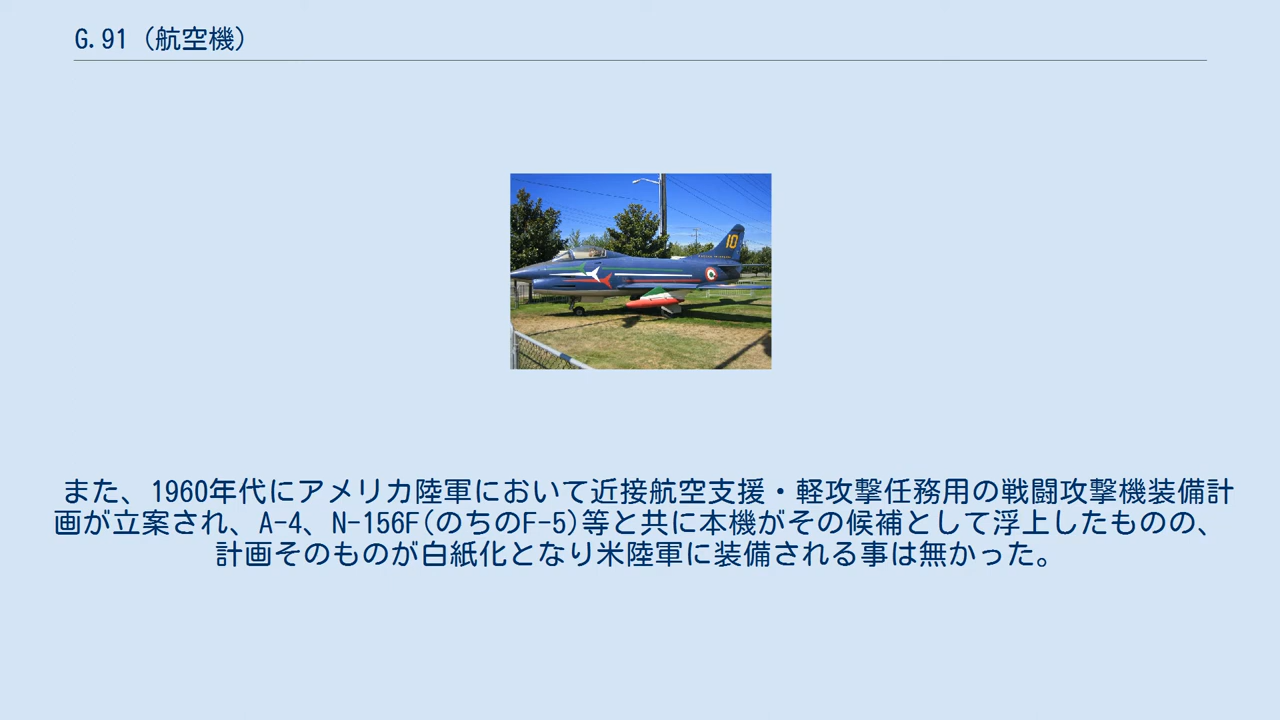 G.91 (航空機)
10
また、1960年代にアメリカ陸軍において近接航空支援・軽攻撃任務用の戦闘攻撃機装備計
画が立案され、A-4、N-156F(のちのF-5)等と共に本機がその候補として浮上したものの、
計画そのものが白紙化となり米陸軍に装備される事は無かった。